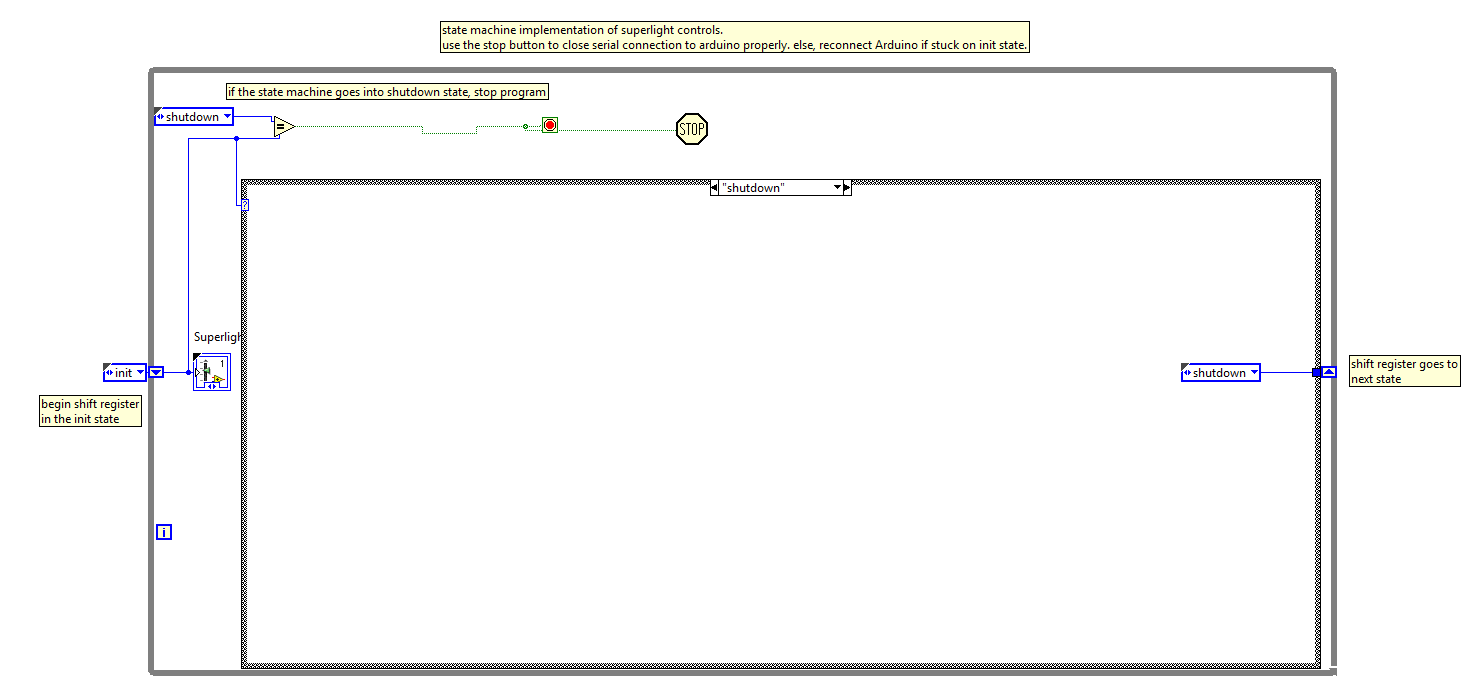 state machine implementation of superlight controls.
use the stop button to close serial connection to arduino properly. else, reconnect Arduino if stuck on init state.
if the state machine goes into shutdown state, stop program
shutdown
=
STOP
"shutdown"
?
Superligh
1
init
shutdown
shift register goes to
next state
begin shift register
in the init state
i